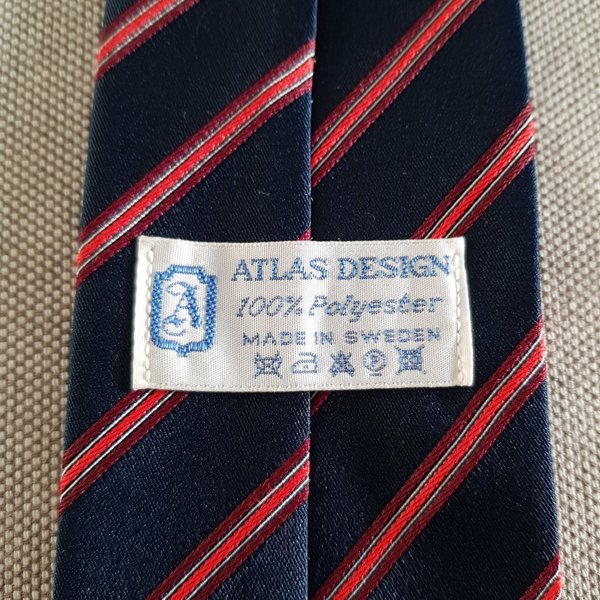 A
ATLAS DESIGN
100% Polyester
MADE IN SWEDEN
P